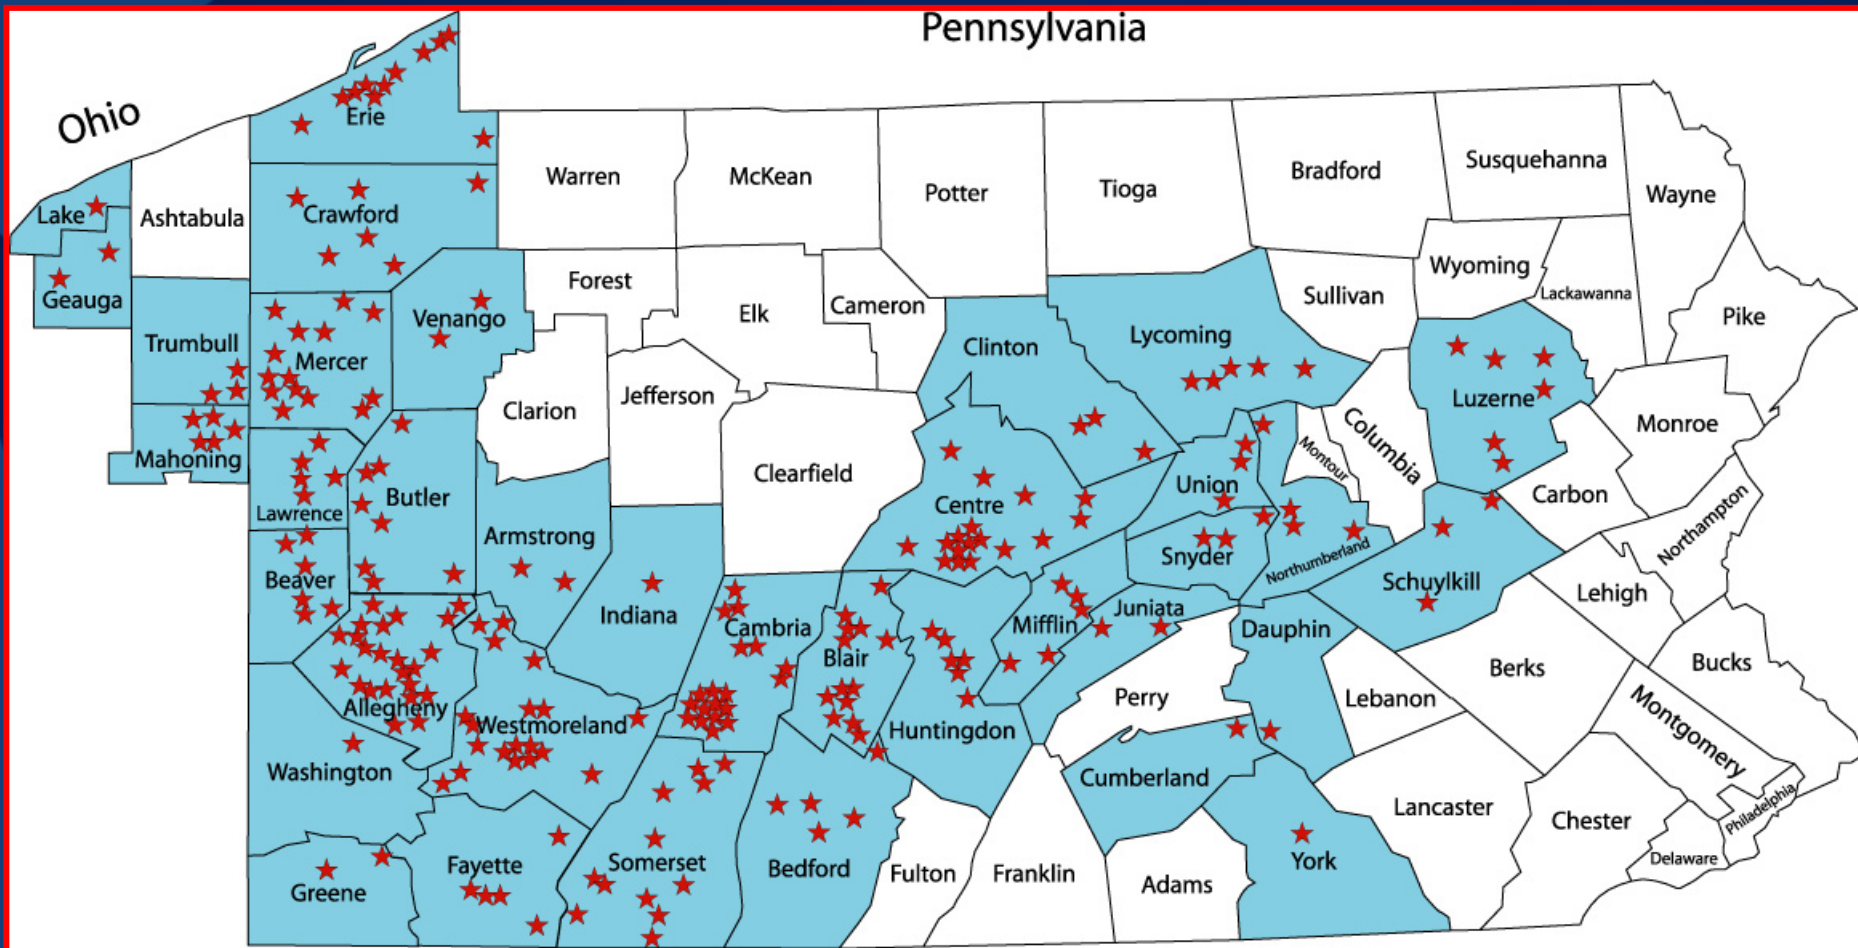 Pennsylvania
Ohio
Erie
Warren
McKean
Potter
Tioga
Bradford
Susquehanna
Wayne
Lake
Ashtabula
Crawford
Geauga
Forest
Elk
Cameron
Sullivan
Wyoming
Lackawanna
Pike
Trumbull
Mercer
Venango
Clinton
Lycoming
Luzerne
Clarion
Jefferson
Monroe
Mahoning
Lawrence
Butler
Clearfield
Centre
Union
Montour
Columbia
Carbon
Northampton
Armstrong
Beaver
Indiana
Cambria
Blair
Mifflin
Juniata
Snyder
Northumberland
Schuylkill
Lehigh
Dauphin
Berks
Bucks
Allegheny
Westmoreland
Huntingdon
Perry
Lebanon
Montgomery
Washington
Cumberland
Lancaster
Chester
Philadelphia
Delaware
Greene
Fayette
Somerset
Bedford
Fulton
Franklin
Adams
York